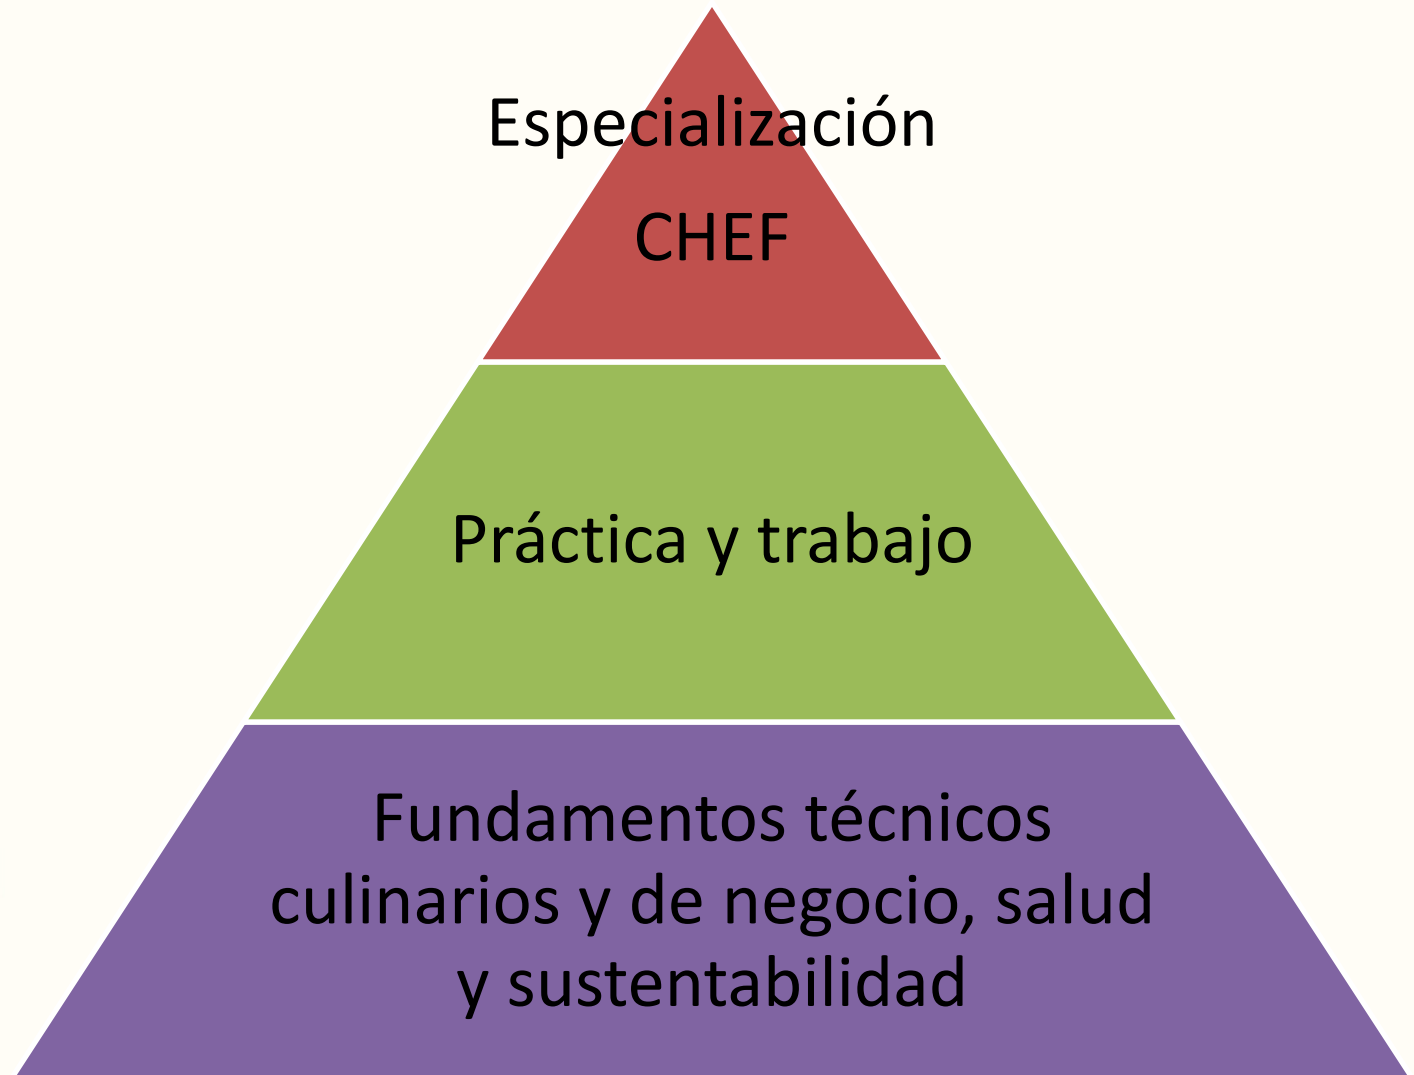 Especialización
CHEF
Práctica y trabajo
Fundamentos técnicos
culinarios y de negocio, salud
y sustentabilidad